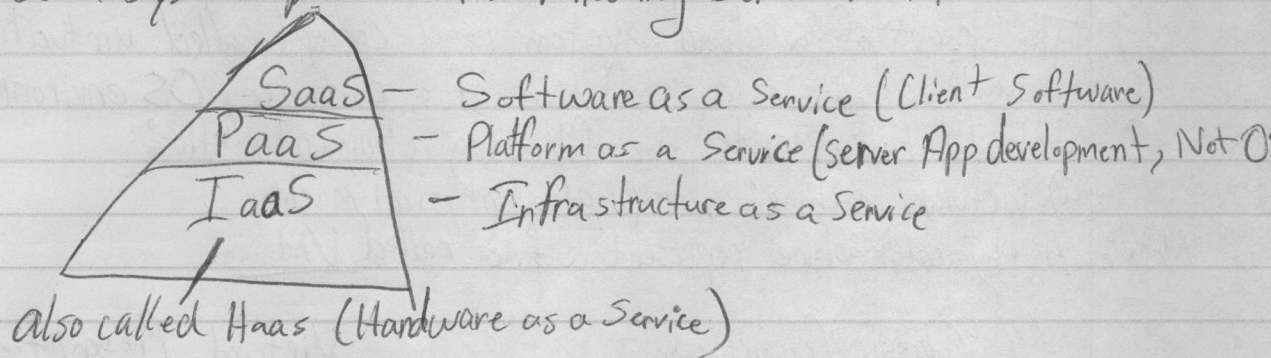 SaaS – Software as a Service (Client Software)
PaaS – Platform as a Service (Server App development, Not
IaaS – Infrastructure as a Service
also called Haas (Hardware as a Service)